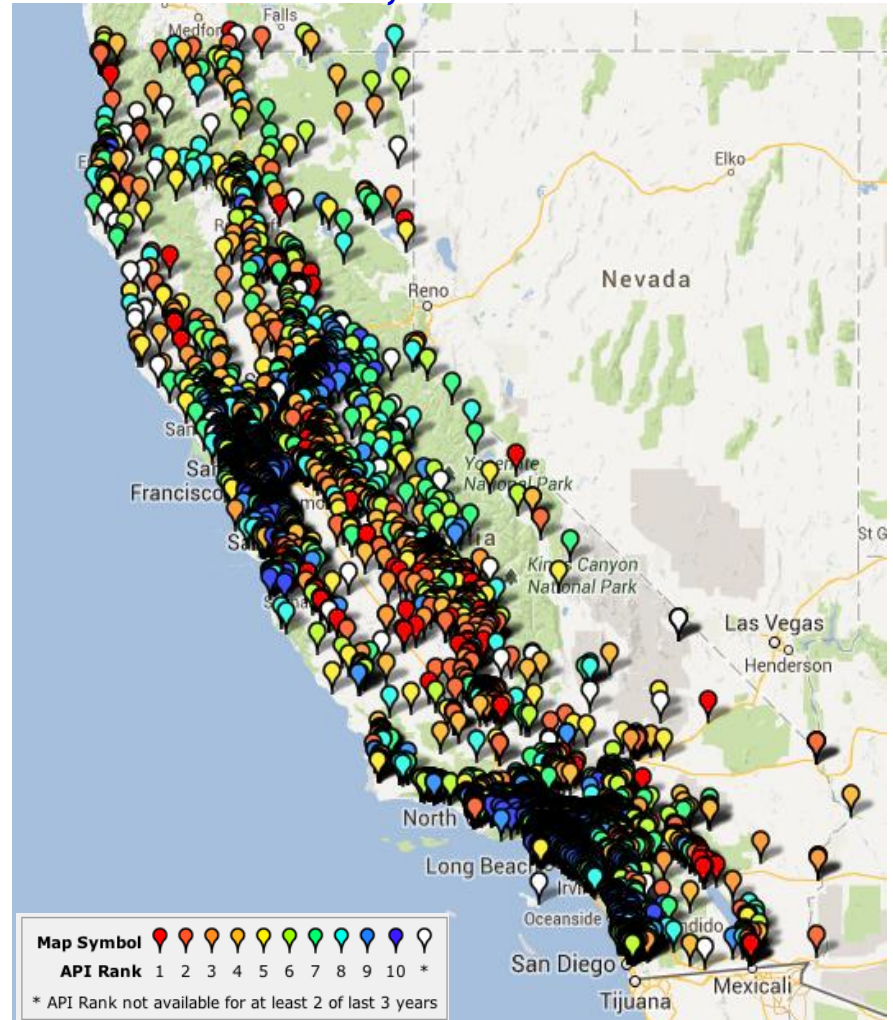 Medford
Falls
Elko
Reno
Nevada
San
Francisco
Yosemite
National Park
Kings Canyon
National Park
St G
Las Vegas
Henderson
North
Long Beach
Irvi
Oceanside
ndido
San Diego
Tijuana
Mexicali
Map Symbol
API Rank 1 2 3 4 5 6 7 8 9 10 *
* API Rank not available for at least 2 of last 3 years